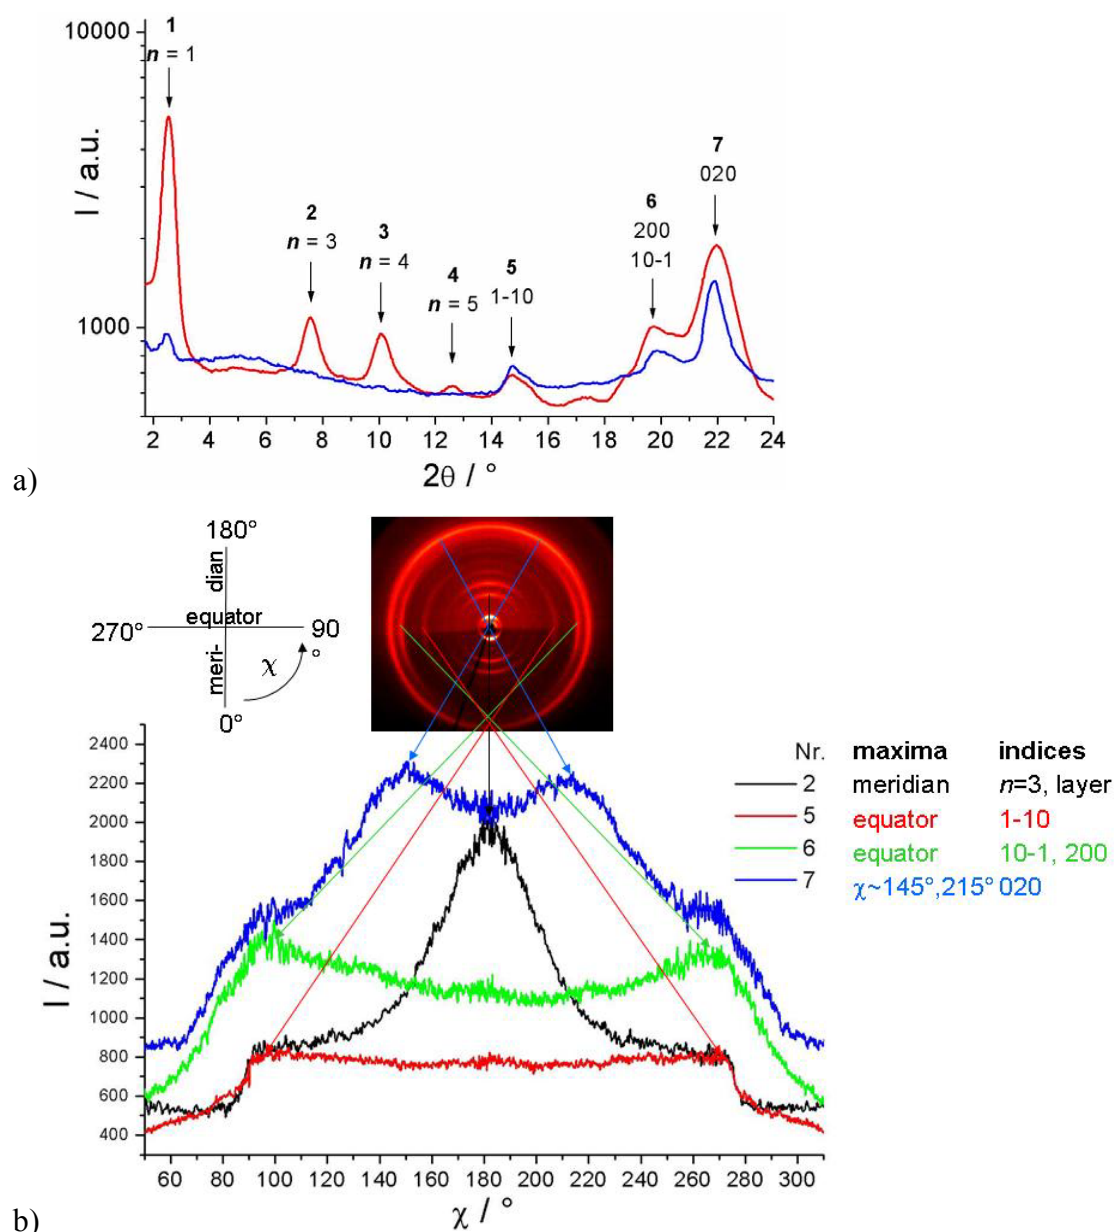 10000
1000
I / a.u.
1
n = 1
2
n = 3
3
n = 4
4
n = 5
5
1-10
6
200
10-1
7
020
2 4 6 8 10 12 14 16 18 20 22 24
2θ / °
a)
180°
meri-
dian
equator
270°
90
°
χ
0°
2400
2200
2000
1800
1600
1400
1200
1000
800
600
400
I / a.u.
Nr. maxima indices
2 meridian n=3, layer
5 equator 1-10
6 equator 10-1, 200
7 χ~145°,215° 020
60 80 100 120 140 160 180 200 220 240 260 280 300
χ / °
b)